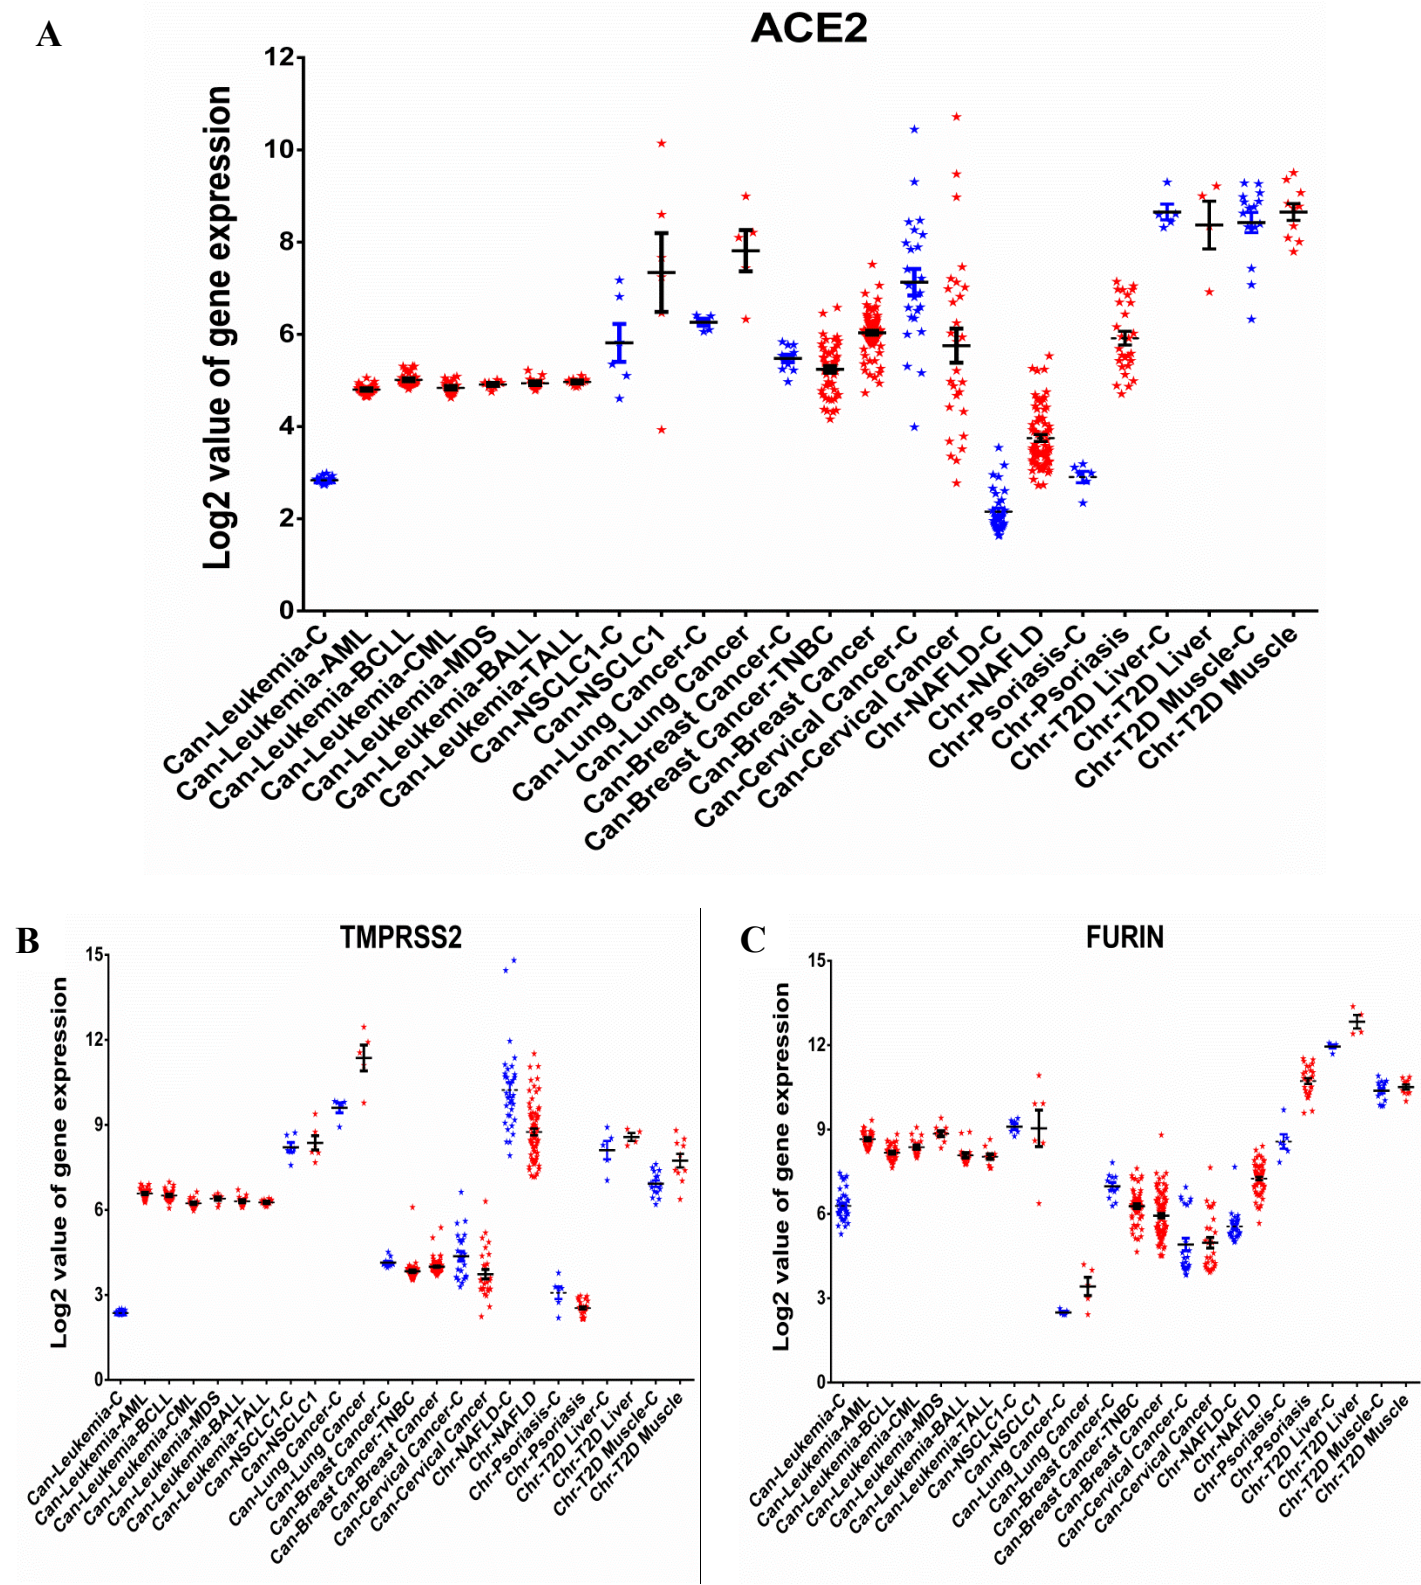 A
ACE2
Log2 value of gene expression
12
10
8
6
4
2
0
Can-Leukemia-C
Can-Leukemia-AML
Can-Leukemia-BCLL
Can-Leukemia-CML
Can-Leukemia-MDS
Can-Leukemia-BALL
Can-Leukemia-TALL
Can-NSCLC1-C
Can-NSCLC1
Can-Lung Cancer-C
Can-Lung Cancer
Can-Breast Cancer-C
Can-Breast Cancer-TNBC
Can-Breast Cancer
Can-Cervical Cancer-C
Can-Cervical Cancer
Chr-NAFLD-C
Chr-NAFLD
Chr-Psoriasis-C
Chr-Psoriasis
Chr-T2D Liver-C
Chr-T2D Liver
Chr-T2D Muscle-C
Chr-T2D Muscle
B
TMPRSS2
Log2 value of gene expression
15
12
9
6
3
0
Can-Leukemia-C
Can-Leukemia-AML
Can-Leukemia-BCLL
Can-Leukemia-CML
Can-Leukemia-MDS
Can-Leukemia-BALL
Can-Leukemia-TALL
Can-NSCLC1-C
Can-NSCLC1
Can-Lung Cancer-C
Can-Lung Cancer
Can-Breast Cancer-C
Can-Breast Cancer-TNBC
Can-Breast Cancer
Can-Cervical Cancer-C
Can-Cervical Cancer
Chr-NAFLD-C
Chr-NAFLD
Chr-Psoriasis-C
Chr-Psoriasis
Chr-T2D Liver-C
Chr-T2D Liver
Chr-T2D Muscle-C
Chr-T2D Muscle
C
FURIN
Log2 value of gene expression
15
12
9
6
3
0
Can-Leukemia-C
Can-Leukemia-AML
Can-Leukemia-BCLL
Can-Leukemia-CML
Can-Leukemia-MDS
Can-Leukemia-BALL
Can-Leukemia-TALL
Can-NSCLC1-C
Can-NSCLC1
Can-Lung Cancer-C
Can-Lung Cancer
Can-Breast Cancer-C
Can-Breast Cancer-TNBC
Can-Breast Cancer
Can-Cervical Cancer-C
Can-Cervical Cancer
Chr-NAFLD-C
Chr-NAFLD
Chr-Psoriasis-C
Chr-Psoriasis
Chr-T2D Liver-C
Chr-T2D Liver
Chr-T2D Muscle-C
Chr-T2D Muscle